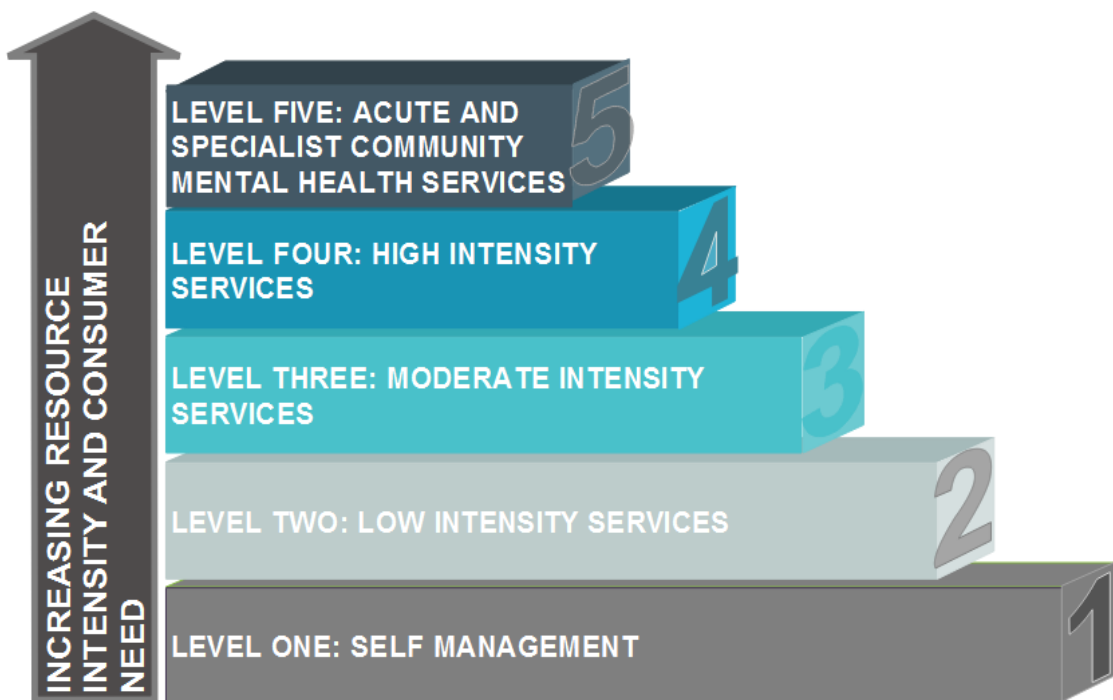 INCREASING RESOURCE
INTENSITY AND CONSUMER
NEED
LEVEL FIVE: ACUTE AND
SPECIALIST COMMUNITY
MENTAL HEALTH SERVICES
5
LEVEL FOUR: HIGH INTENSITY
SERVICES
4
LEVEL THREE: MODERATE INTENSITY
SERVICES
3
LEVEL TWO: LOW INTENSITY SERVICES
2
LEVEL ONE: SELF MANAGEMENT
1